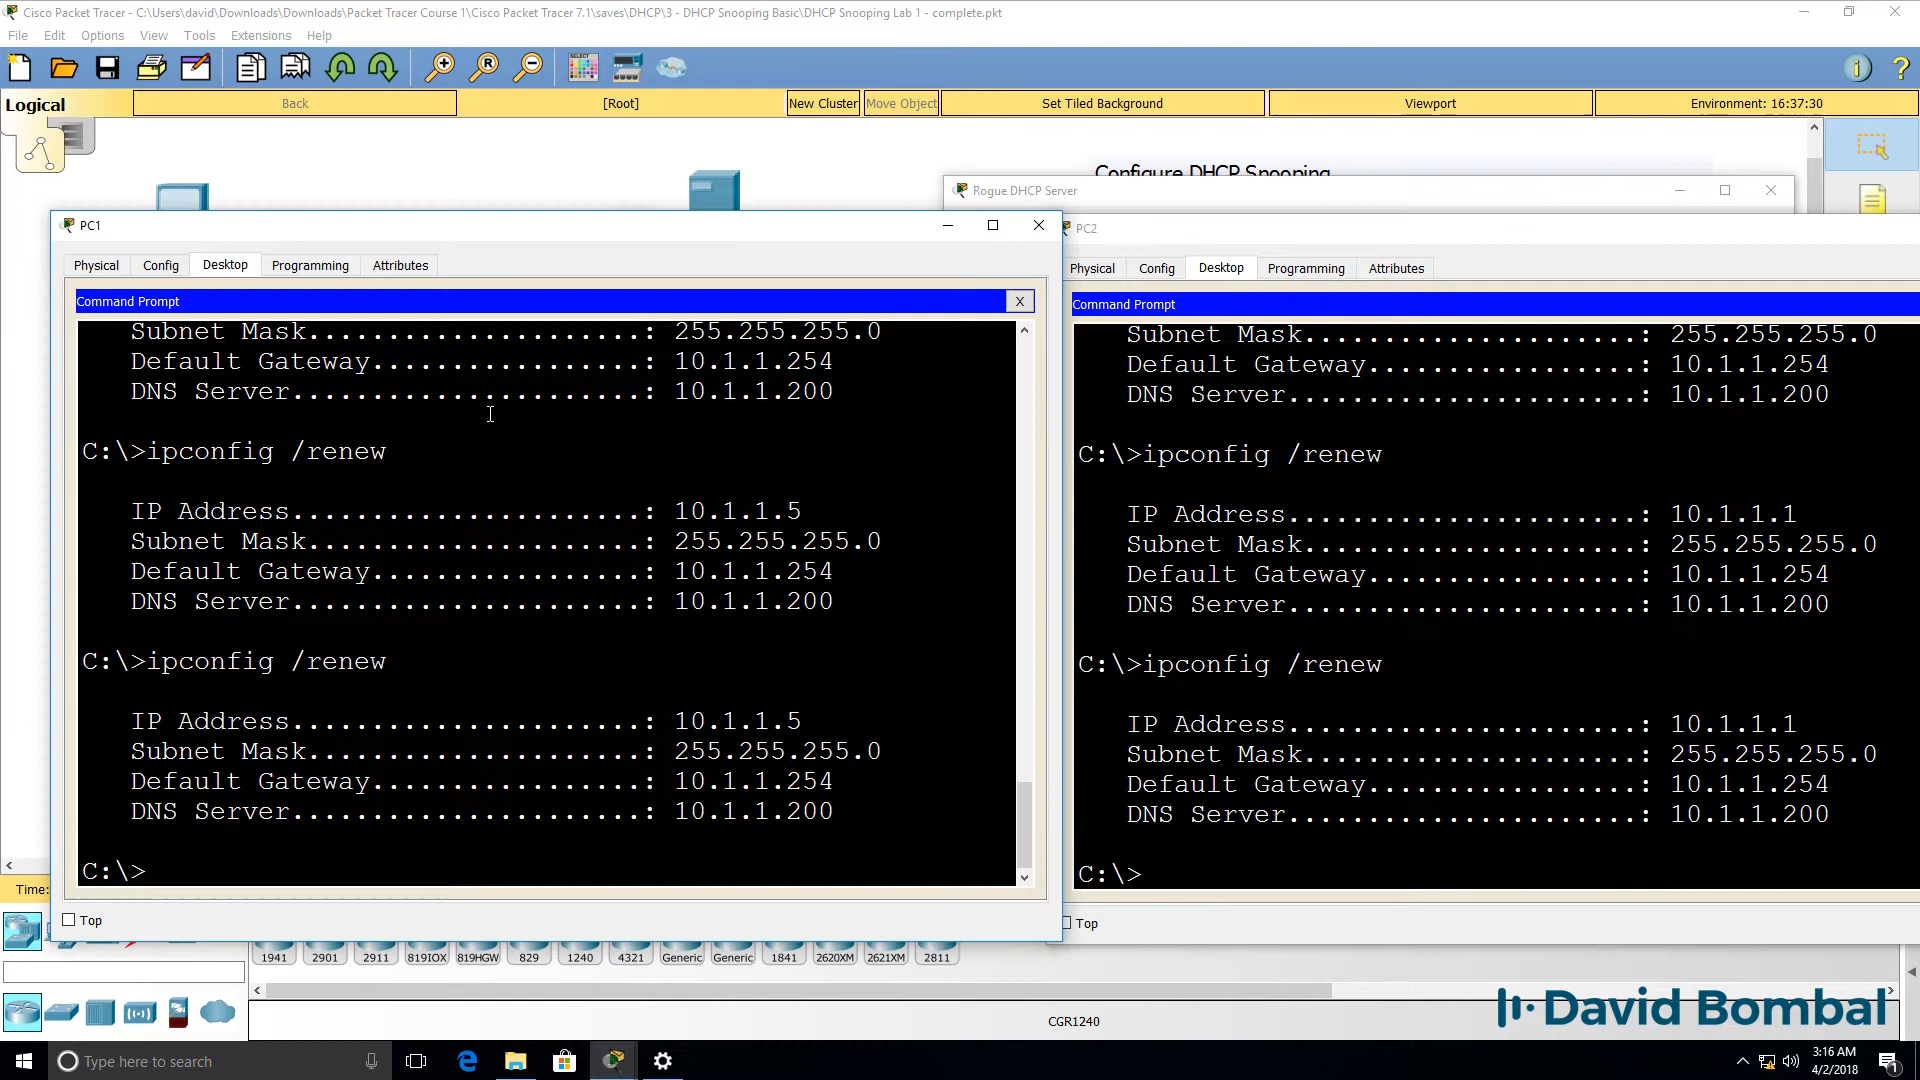 Cisco Packet Tracer - C:\Users\david\Downloads\Downloads\Packet Tracer Course 1\Cisco Packet Tracer 7.1\saves\DHCP\3 - DHCP Snooping Basic\DHCP Snooping Lab 1 - complete.pkt
File Edit Options View Tools Extensions Help
Logical Back [Root] New Cluster Move Object Set Tiled Background Viewport Environment: 16:37:30
Configure DHCP Snooping
Rogue DHCP Server
PC1
Physical Config Desktop Programming Attributes
Command Prompt X
Subnet Mask.....................: 255.255.255.0
Default Gateway.................: 10.1.1.254
DNS Server......................: 10.1.1.200
C:\>ipconfig /renew
IP Address......................: 10.1.1.5
Subnet Mask.....................: 255.255.255.0
Default Gateway.................: 10.1.1.254
DNS Server......................: 10.1.1.200
C:\>ipconfig /renew
IP Address......................: 10.1.1.5
Subnet Mask.....................: 255.255.255.0
Default Gateway.................: 10.1.1.254
DNS Server......................: 10.1.1.200
C:\>
Top
PC2
Physical Config Desktop Programming Attributes
Command Prompt
Subnet Mask.....................: 255.255.255.0
Default Gateway.................: 10.1.1.254
DNS Server......................: 10.1.1.200
C:\>ipconfig /renew
IP Address......................: 10.1.1.1
Subnet Mask.....................: 255.255.255.0
Default Gateway.................: 10.1.1.254
DNS Server......................: 10.1.1.200
C:\>ipconfig /renew
IP Address......................: 10.1.1.1
Subnet Mask.....................: 255.255.255.0
Default Gateway.................: 10.1.1.254
DNS Server......................: 10.1.1.200
C:\>
Top
Time:
1941 2901 2911 819IOX 819HGW 829 1240 4321 Generic Generic 1841 2620XM 2621XM 2811
CGR1240
David Bombal
Type here to search
3:16 AM
4/2/2018